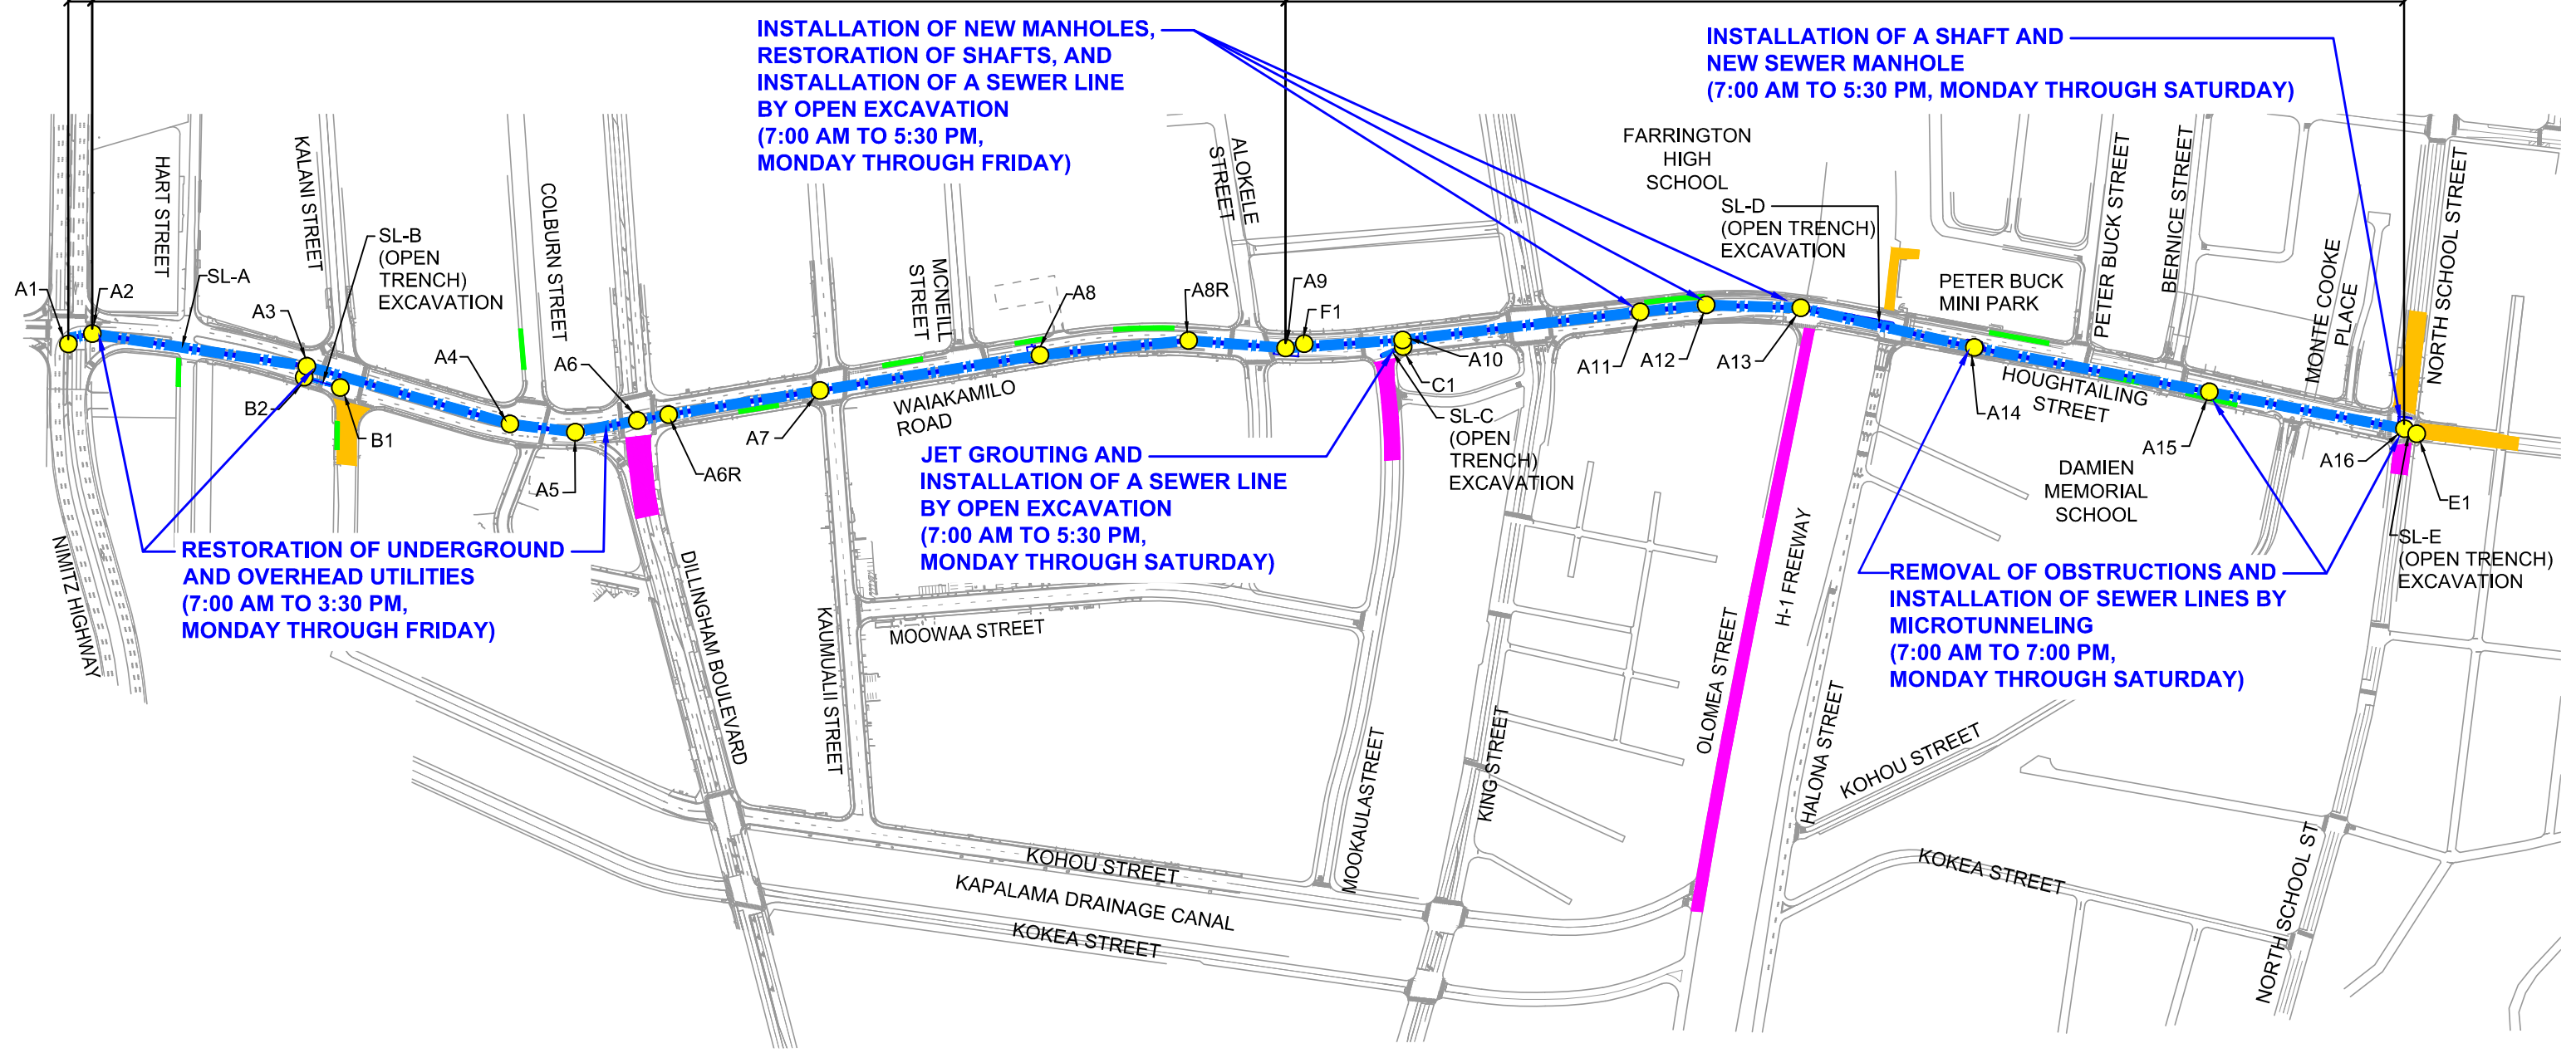 INSTALLATION OF NEW MANHOLES,
RESTORATION OF SHAFTS, AND
INSTALLATION OF A SEWER LINE
BY OPEN EXCAVATION
(7:00 AM TO 5:30 PM,
MONDAY THROUGH FRIDAY)
INSTALLATION OF A SHAFT AND
NEW SEWER MANHOLE
(7:00 AM TO 5:30 PM, MONDAY THROUGH SATURDAY)
HART STREET
KALANI STREET
COLBURN STREET
MCNEILL
STREET
ALOKELE
STREET
FARRINGTON
HIGH
SCHOOL
SL-D
(OPEN TRENCH)
EXCAVATION
PETER BUCK
MINI PARK
PETER BUCK STREET
BERNICE STREET
MONTE COOKE
PLACE
NORTH SCHOOL STREET
SL-B
(OPEN
TRENCH)
EXCAVATION
SL-A
A1
A2
A3
B2
B1
A4
A5
A6
A6R
A7
A8
A8R
A9
F1
A10
C1
A11
A12
A13
A14
A15
A16
E1
WAIAKAMILO
ROAD
HOUGHTAILING
STREET
SL-C
(OPEN
TRENCH)
EXCAVATION
DAMIEN
MEMORIAL
SCHOOL
SL-E
(OPEN TRENCH)
EXCAVATION
JET GROUTING AND
INSTALLATION OF A SEWER LINE
BY OPEN EXCAVATION
(7:00 AM TO 5:30 PM,
MONDAY THROUGH SATURDAY)
RESTORATION OF UNDERGROUND
AND OVERHEAD UTILITIES
(7:00 AM TO 3:30 PM,
MONDAY THROUGH FRIDAY)
REMOVAL OF OBSTRUCTIONS AND
INSTALLATION OF SEWER LINES BY
MICROTUNNELING
(7:00 AM TO 7:00 PM,
MONDAY THROUGH SATURDAY)
NIMITZ HIGHWAY
DILLINGHAM BOULEVARD
KAUMUALII STREET
MOOWAA STREET
MOOKAULASTREET
KING STREET
OLOMEA STREET
H-1 FREEWAY
HALONA STREET
KOHOU STREET
KOHOU STREET
KAPALAMA DRAINAGE CANAL
KOKEA STREET
KOKEA STREET
NORTH SCHOOL ST